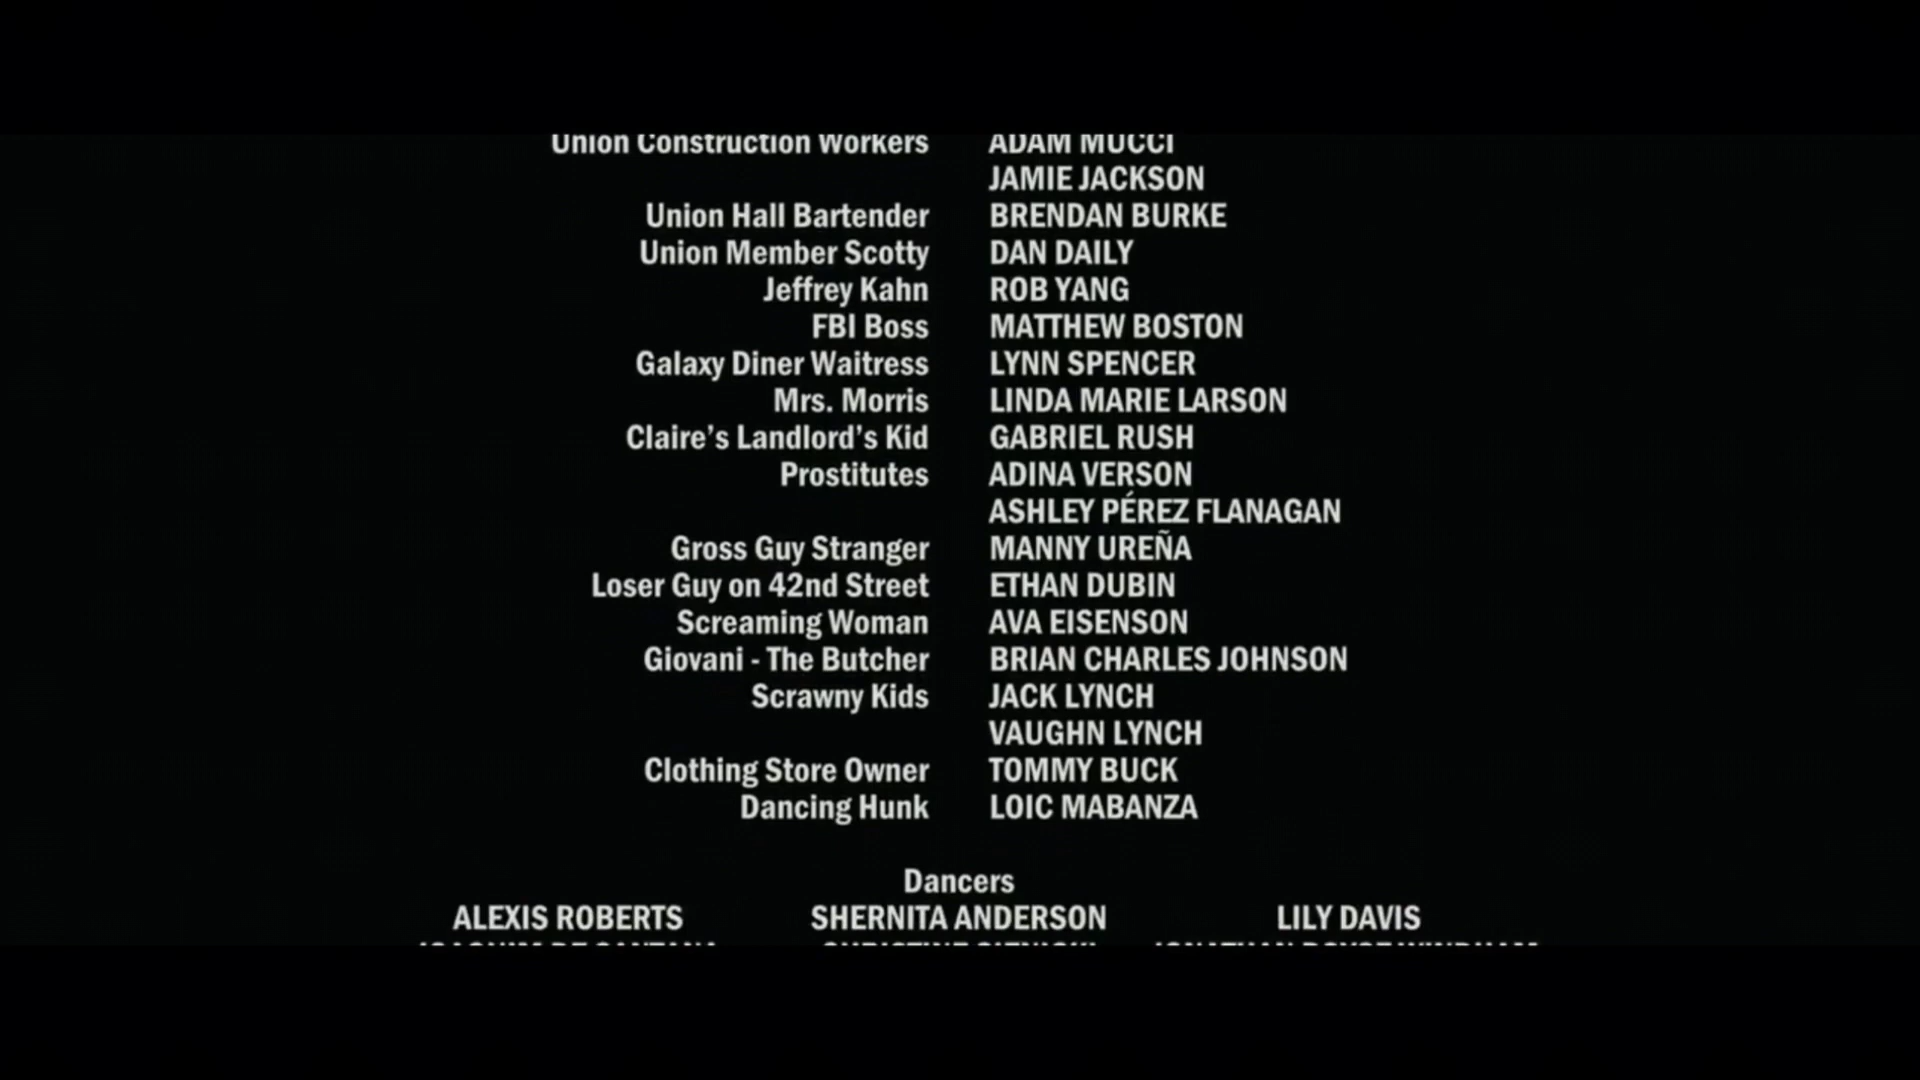 Union Construction Workers ADAM MUCCI
JAMIE JACKSON
Union Hall Bartender BRENDAN BURKE
Union Member Scotty DAN DAILY
Jeffrey Kahn ROB YANG
FBI Boss MATTHEW BOSTON
Galaxy Diner Waitress LYNN SPENCER
Mrs. Morris LINDA MARIE LARSON
Claire’s Landlord’s Kid GABRIEL RUSH
Prostitutes ADINA VERSON
ASHLEY PÉREZ FLANAGAN
Gross Guy Stranger MANNY UREÑA
Loser Guy on 42nd Street ETHAN DUBIN
Screaming Woman AVA EISENSON
Giovani - The Butcher BRIAN CHARLES JOHNSON
Scrawny Kids JACK LYNCH
VAUGHN LYNCH
Clothing Store Owner TOMMY BUCK
Dancing Hunk LOIC MABANZA
Dancers
ALEXIS ROBERTS SHERNITA ANDERSON LILY DAVIS